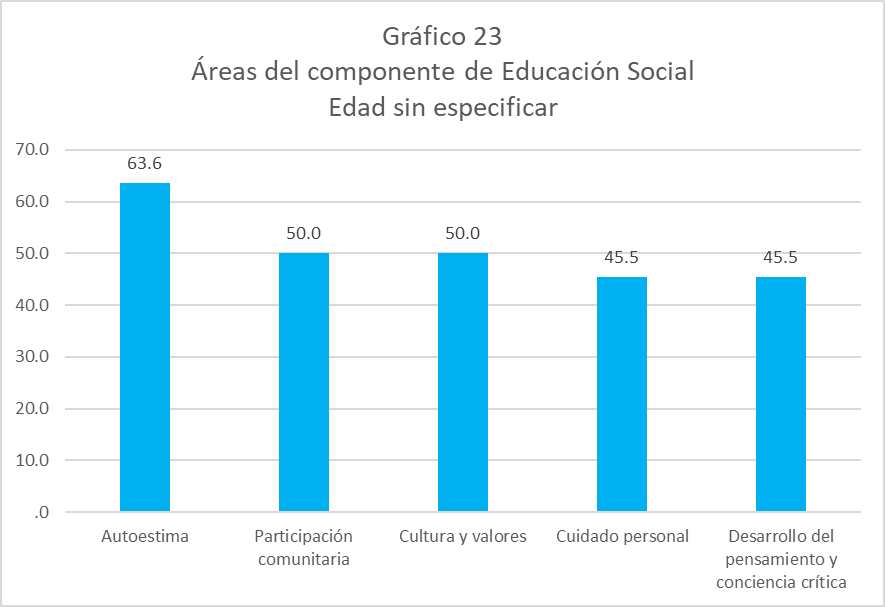 Gráfico 23
Áreas del componente de Educación Social
Edad sin especificar
70.0
60.0
50.0
40.0
30.0
20.0
10.0
.0
63.6
50.0
50.0
45.5
45.5
Autoestima
Participación
comunitaria
Cultura y valores
Cuidado personal
Desarrollo del
pensamiento y
conciencia crítica